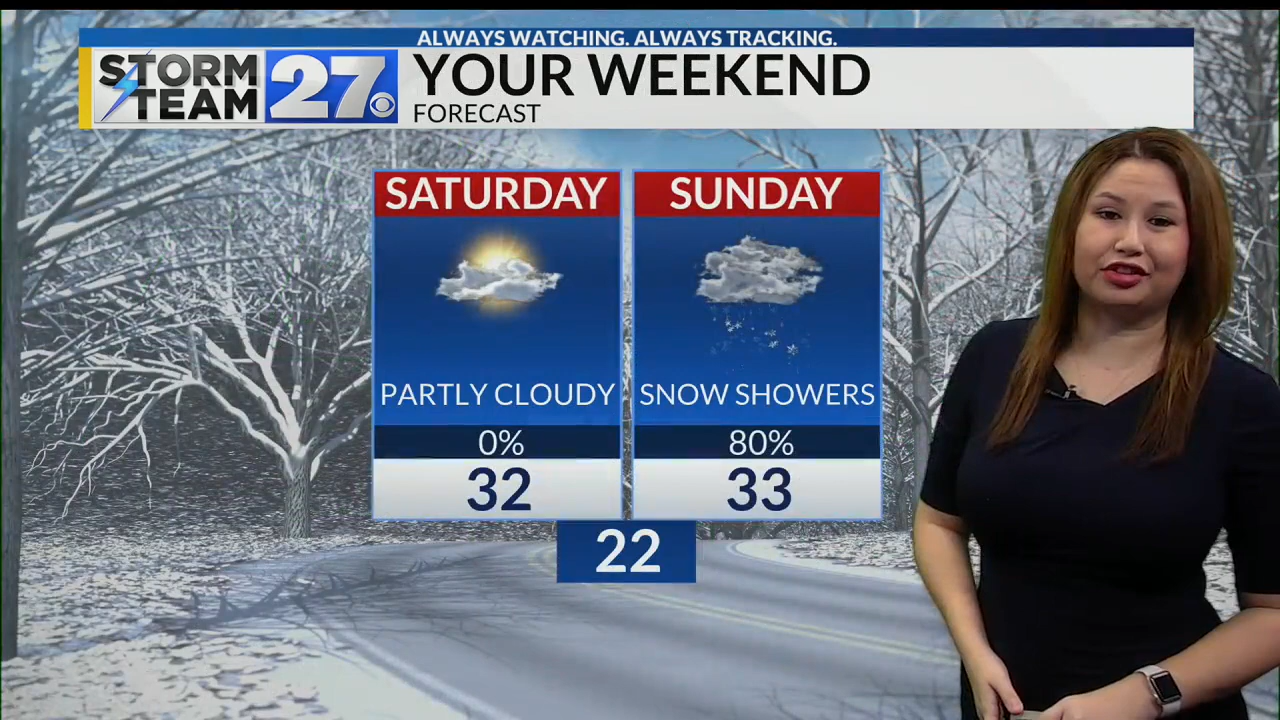 ALWAYS WATCHING. ALWAYS TRACKING.
STORM TEAM 27
YOUR WEEKEND
FORECAST
SATURDAY
PARTLY CLOUDY
0%
32
SUNDAY
SNOW SHOWERS
80%
33
22